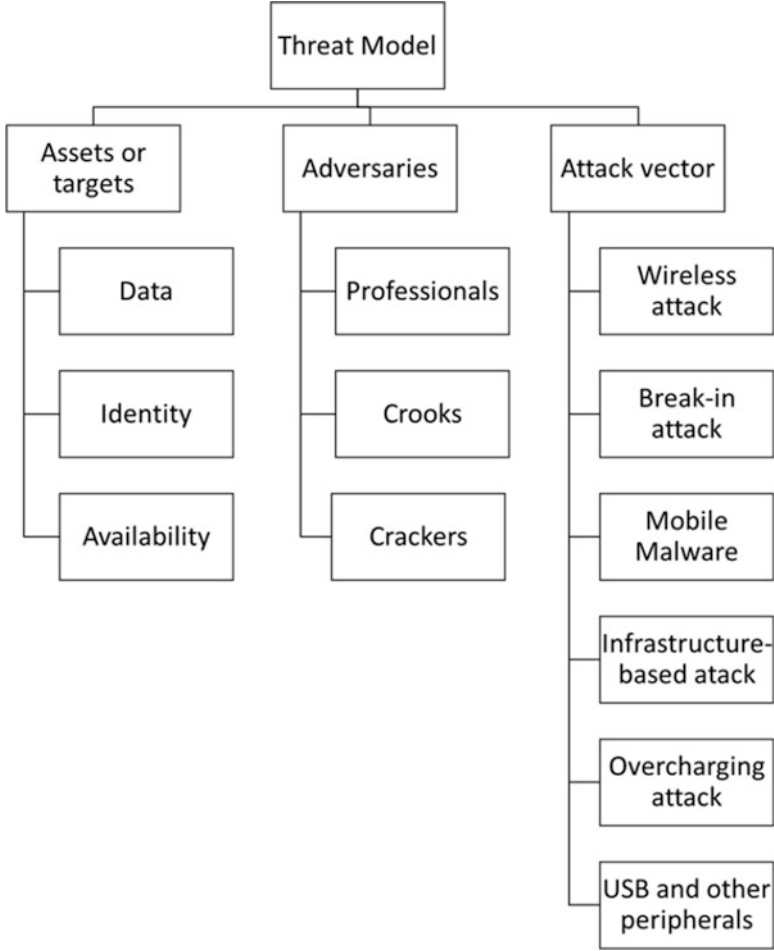 Threat Model
Assets or
targets
Adversaries
Attack vector
Data
Identity
Availability
Professionals
Crooks
Crackers
Wireless
attack
Break-in
attack
Mobile
Malware
Infrastructure-
based atack
Overcharging
attack
USB and other
peripherals